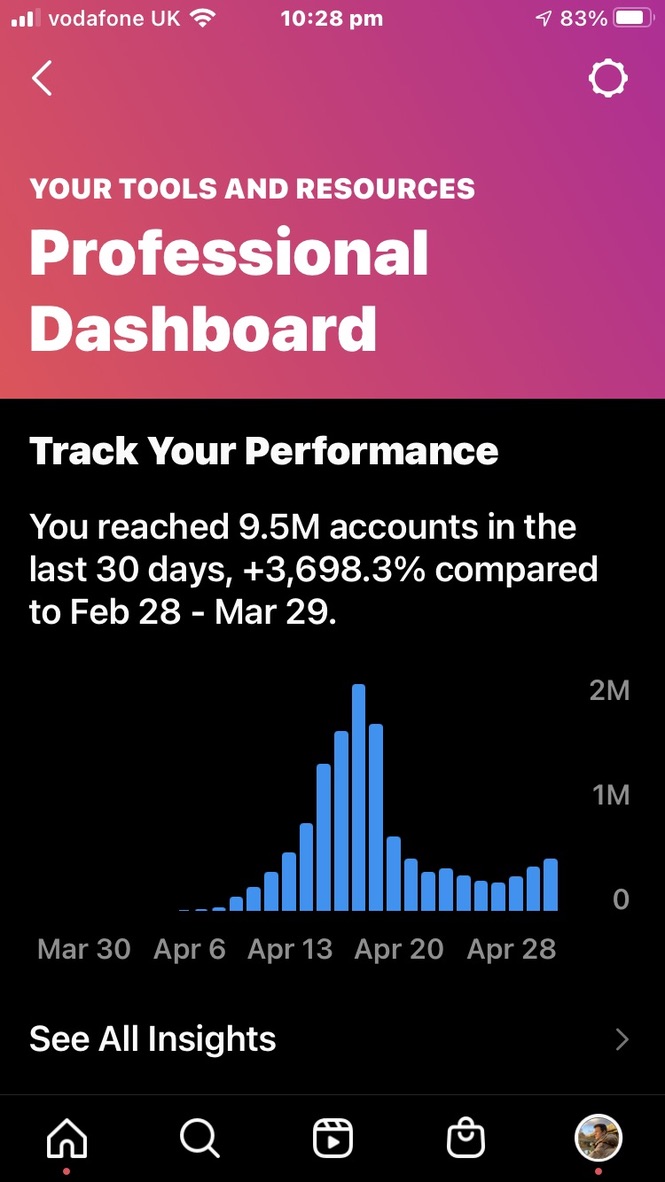 vodafone UK 10:28 pm 83%
YOUR TOOLS AND RESOURCES
Professional
Dashboard
Track Your Performance
You reached 9.5M accounts in the
last 30 days, +3,698.3% compared
to Feb 28 - Mar 29.
2M
1M
0
Mar 30 Apr 6 Apr 13 Apr 20 Apr 28
See All Insights